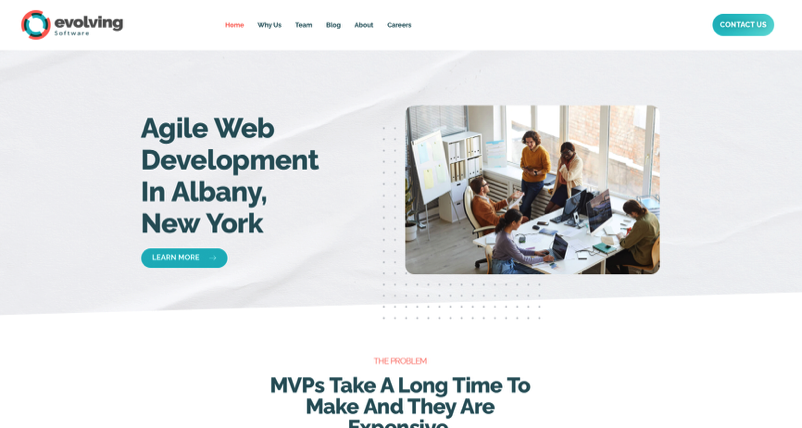 evolving
Software
Home
Why Us
Team
Blog
About
Careers
CONTACT US
Agile Web
Development
In Albany,
New York
LEARN MORE
THE PROBLEM
MVPs Take A Long Time To
Make And They Are
Expensive